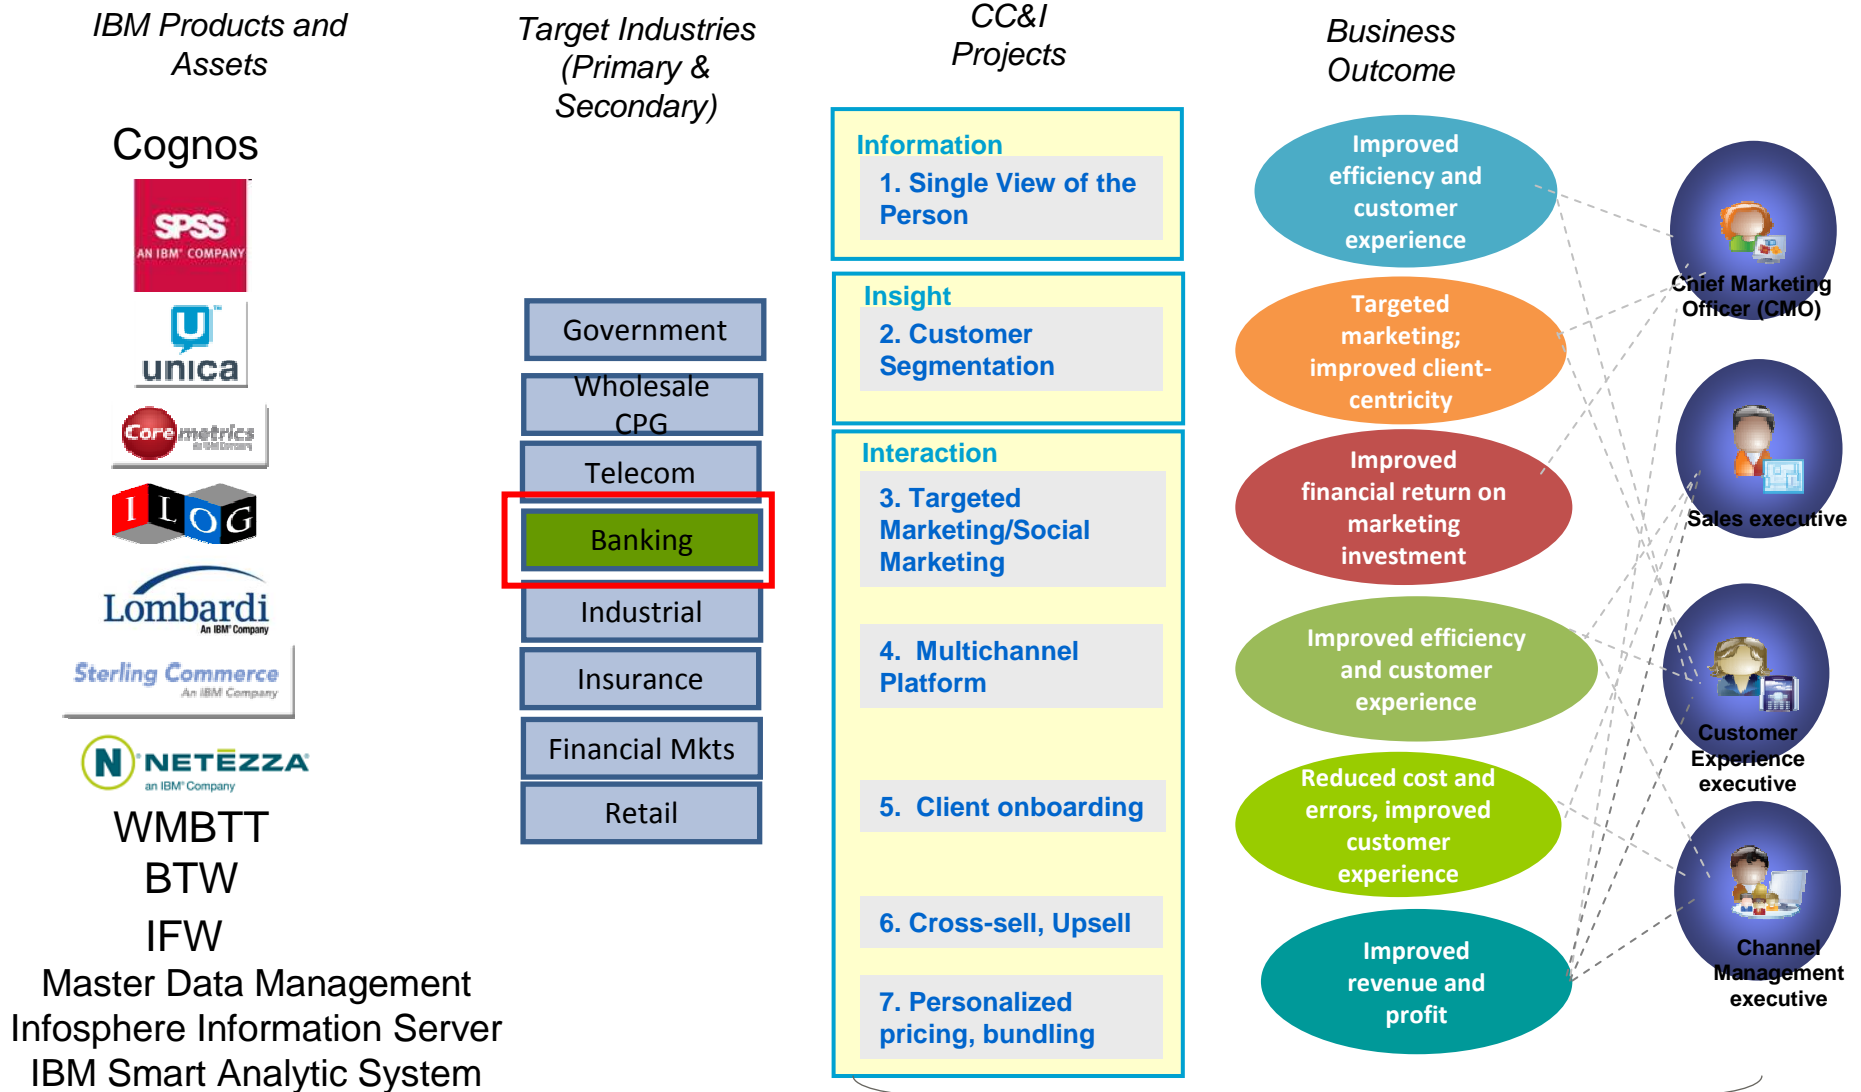 IBM Products and
Assets
Target Industries
(Primary &
Secondary)
CC&I
Projects
Business
Outcome
Cognos
SPSS
AN IBM® COMPANY
unica™
Coremetrics
An IBM Company
ILOG
Lombardi
An IBM® Company
Sterling Commerce
An IBM Company
N NETEZZA®
an IBM® Company
WMBTT
BTW
IFW
Master Data Management
Infosphere Information Server
IBM Smart Analytic System
Government
Wholesale
CPG
Telecom
Banking
Industrial
Insurance
Financial Mkts
Retail
Information
1. Single View of the
Person
Insight
2. Customer
Segmentation
Interaction
3. Targeted
Marketing/Social
Marketing
4. Multichannel
Platform
5. Client onboarding
6. Cross-sell, Upsell
7. Personalized
pricing, bundling
Improved
efficiency and
customer
experience
Targeted
marketing;
improved client-
centricity
Improved
financial return on
marketing
investment
Improved efficiency
and customer
experience
Reduced cost and
errors, improved
customer
experience
Improved
revenue and
profit
Chief Marketing
Officer (CMO)
Sales executive
Customer
Experience
executive
Channel
Management
executive